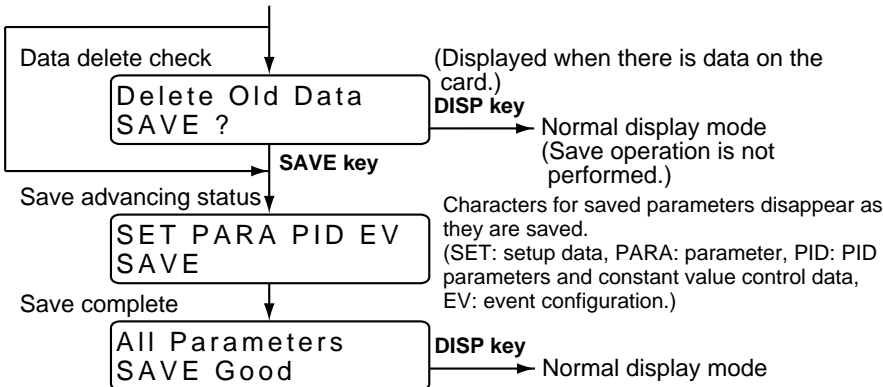 Data delete check
(Displayed when there is data on the
card.)
Delete Old Data
SAVE ?
DISP key
Normal display mode
(Save operation is not
performed.)
SAVE key
Save advancing status
SET PARA PID EV
SAVE
Characters for saved parameters disappear as
they are saved.
(SET: setup data, PARA: parameter, PID: PID
parameters and constant value control data,
EV: event configuration.)
Save complete
All Parameters
SAVE Good
DISP key
Normal display mode